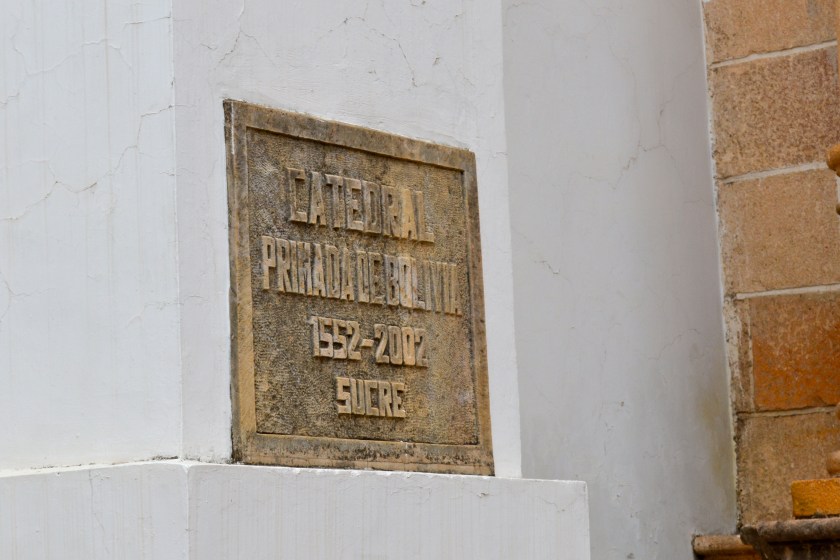 CATEDRAL
PRIMADA DE BOLIVIA
1552-2002
SUCRE